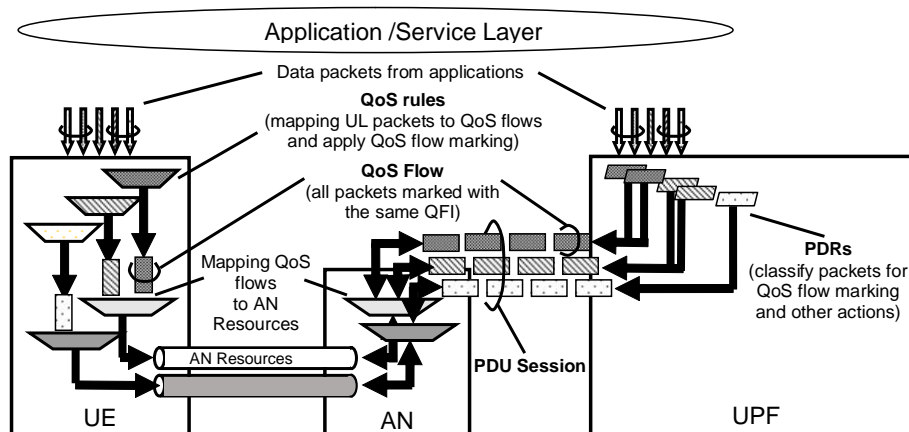 Application /Service Layer
Data packets from applications
QoS rules
(mapping UL packets to QoS flows
and apply QoS flow marking)
QoS Flow
(all packets marked with
the same QFI)
Mapping QoS
flows
to AN
Resources
PDRs
(classify packets for
QoS flow marking
and other actions)
AN Resources
PDU Session
UE
AN
UPF